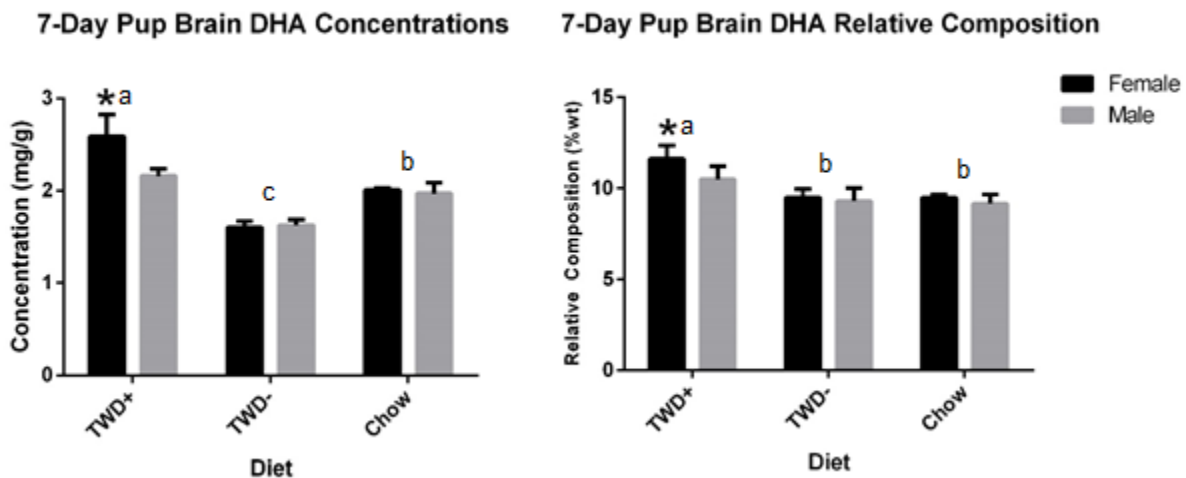 7-Day Pup Brain DHA Concentrations
Concentration (mg/g)
3
2
1
0
*a
c
b
TWD+
TWD-
Chow
Diet
7-Day Pup Brain DHA Relative Composition
Relative Composition (%wt)
15
10
5
0
*a
b
b
TWD+
TWD-
Chow
Diet
Female
Male